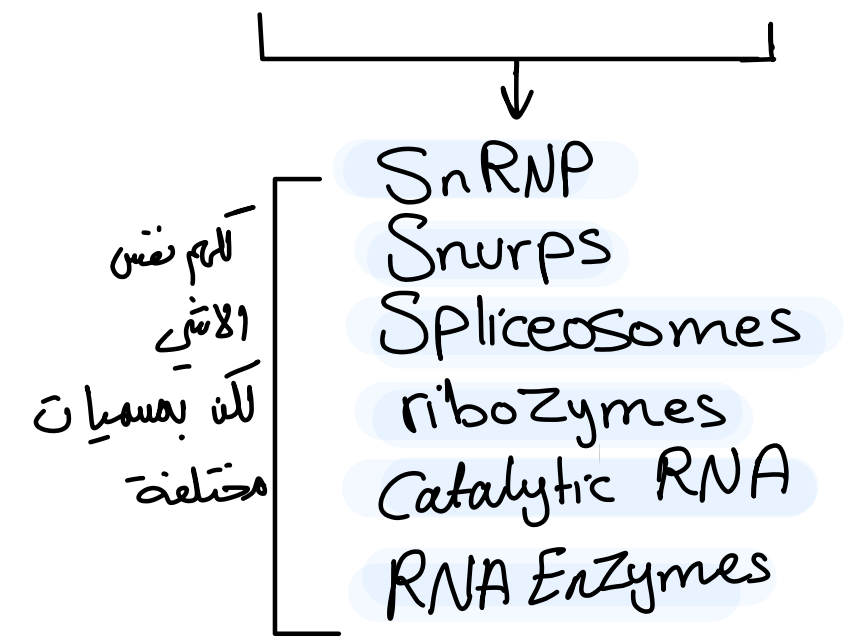 SnRNP
Snurps
Spliceosomes
ribozymes
Catalytic RNA
RNA Enzymes
كلهم نفس
الاشي
لكن بمسميات
مختلفة